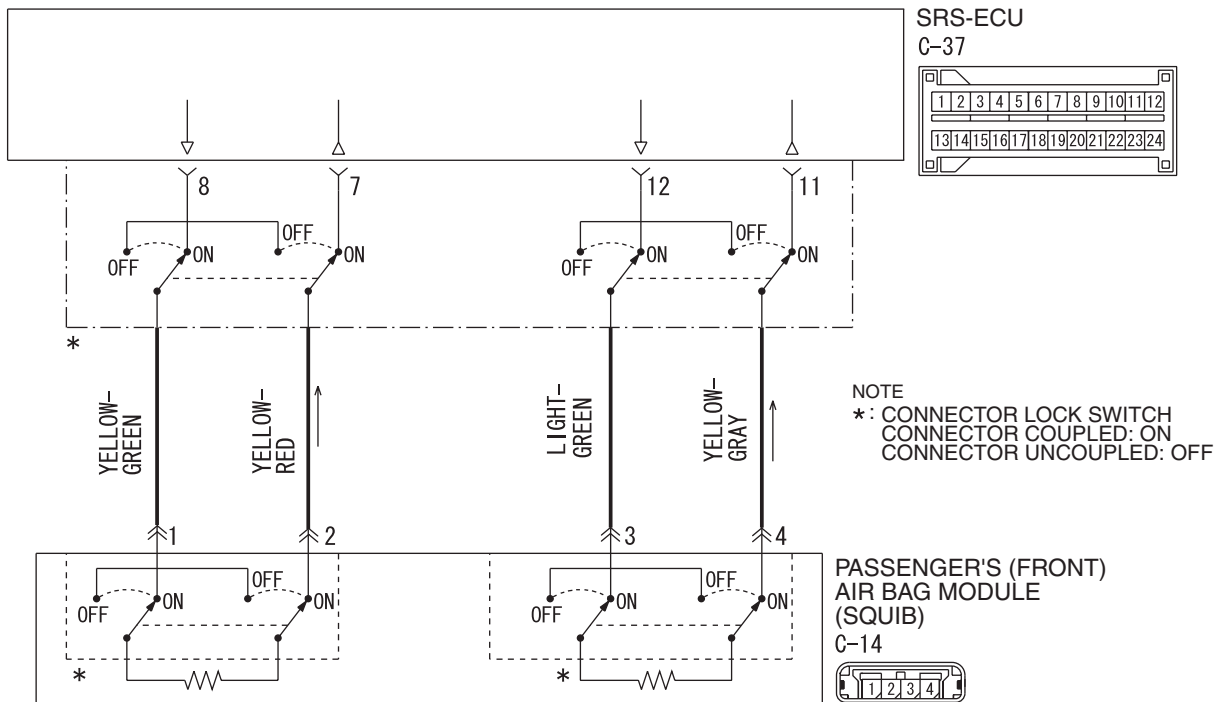 SRS-ECU
C-37
1 2 3 4 5 6 7 8 9 10 11 12
13 14 15 16 17 18 19 20 21 22 23 24
8 7 12 11
OFF ON OFF ON OFF ON OFF ON
*
YELLOW-
GREEN
YELLOW-
RED
LIGHT-
GREEN
YELLOW-
GRAY
NOTE
*: CONNECTOR LOCK SWITCH
CONNECTOR COUPLED: ON
CONNECTOR UNCOUPLED: OFF
1 2 3 4
OFF ON OFF ON OFF ON OFF ON
* *
PASSENGER'S (FRONT)
AIR BAG MODULE
(SQUIB)
C-14
1 2 3 4